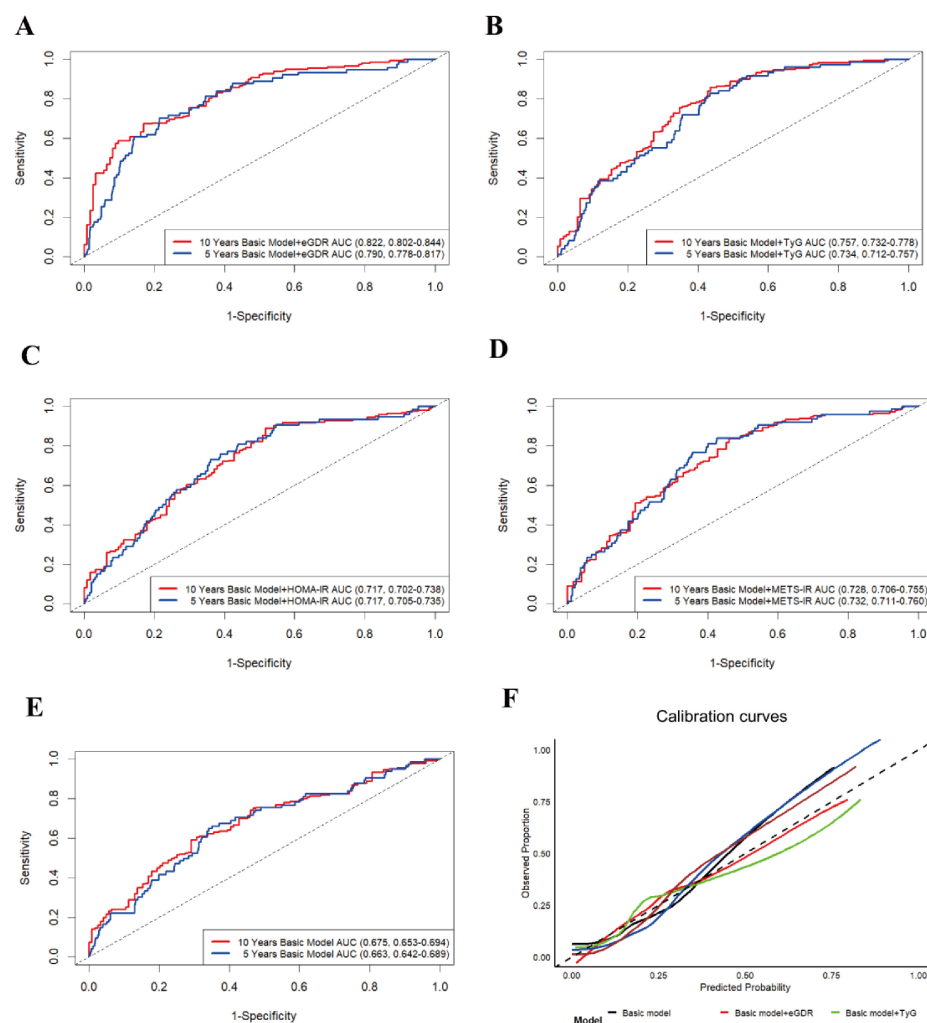 A
1.0
0.8
0.6
0.4
0.2
0.0
Sensitivity
10 Years Basic Model+eGDR AUC (0.822, 0.802-0.844)
5 Years Basic Model+eGDR AUC (0.790, 0.778-0.817)
0.0 0.2 0.4 0.6 0.8 1.0
1-Specificity
B
1.0
0.8
0.6
0.4
0.2
0.0
Sensitivity
10 Years Basic Model+TyG AUC (0.757, 0.732-0.778)
5 Years Basic Model+TyG AUC (0.734, 0.712-0.757)
0.0 0.2 0.4 0.6 0.8 1.0
1-Specificity
C
1.0
0.8
0.6
0.4
0.2
0.0
Sensitivity
10 Years Basic Model+HOMA-IR AUC (0.717, 0.702-0.738)
5 Years Basic Model+HOMA-IR AUC (0.717, 0.705-0.735)
0.0 0.2 0.4 0.6 0.8 1.0
1-Specificity
D
1.0
0.8
0.6
0.4
0.2
0.0
Sensitivity
10 Years Basic Model+METS-IR AUC (0.728, 0.706-0.755)
5 Years Basic Model+METS-IR AUC (0.732, 0.711-0.760)
0.0 0.2 0.4 0.6 0.8 1.0
1-Specificity
E
1.0
0.8
0.6
0.4
0.2
0.0
Sensitivity
10 Years Basic Model AUC (0.675, 0.653-0.694)
5 Years Basic Model AUC (0.663, 0.642-0.689)
0.0 0.2 0.4 0.6 0.8 1.0
1-Specificity
F
Calibration curves
1.00
0.75
0.50
0.25
0.00
Observed Proportion
0.00 0.25 0.50 0.75 1.00
Predicted Probability
Model Basic model Basic model+eGDR Basic model+TyG